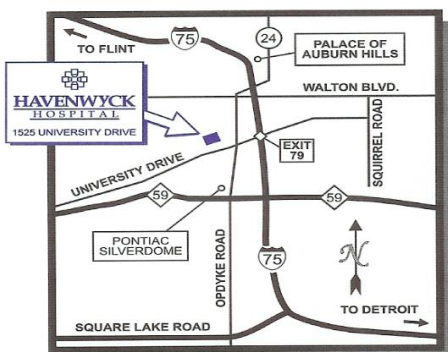 TO FLINT
75
24
PALACE OF
AUBURN HILLS
HAVENWYCK
HOSPITAL
1525 UNIVERSITY DRIVE
WALTON BLVD.
SQUIRREL ROAD
EXIT
79
UNIVERSITY DRIVE
59
59
PONTIAC
SILVERDOME
OPDYKE ROAD
75
N
TO DETROIT
SQUARE LAKE ROAD